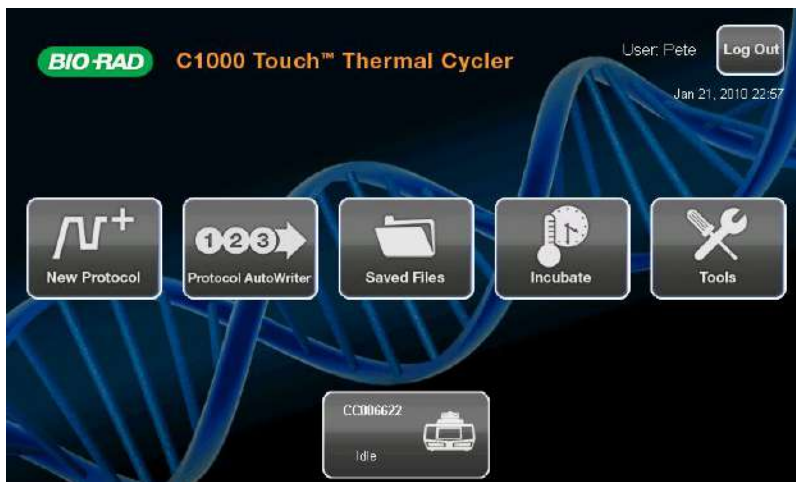 BIO-RAD
C1000 Touch™ Thermal Cycler
User: Pete
Log Out
Jan 21, 2010 22:57
New Protocol
123
Protocol AutoWriter
Saved Files
Incubate
Tools
CC006622
Idle